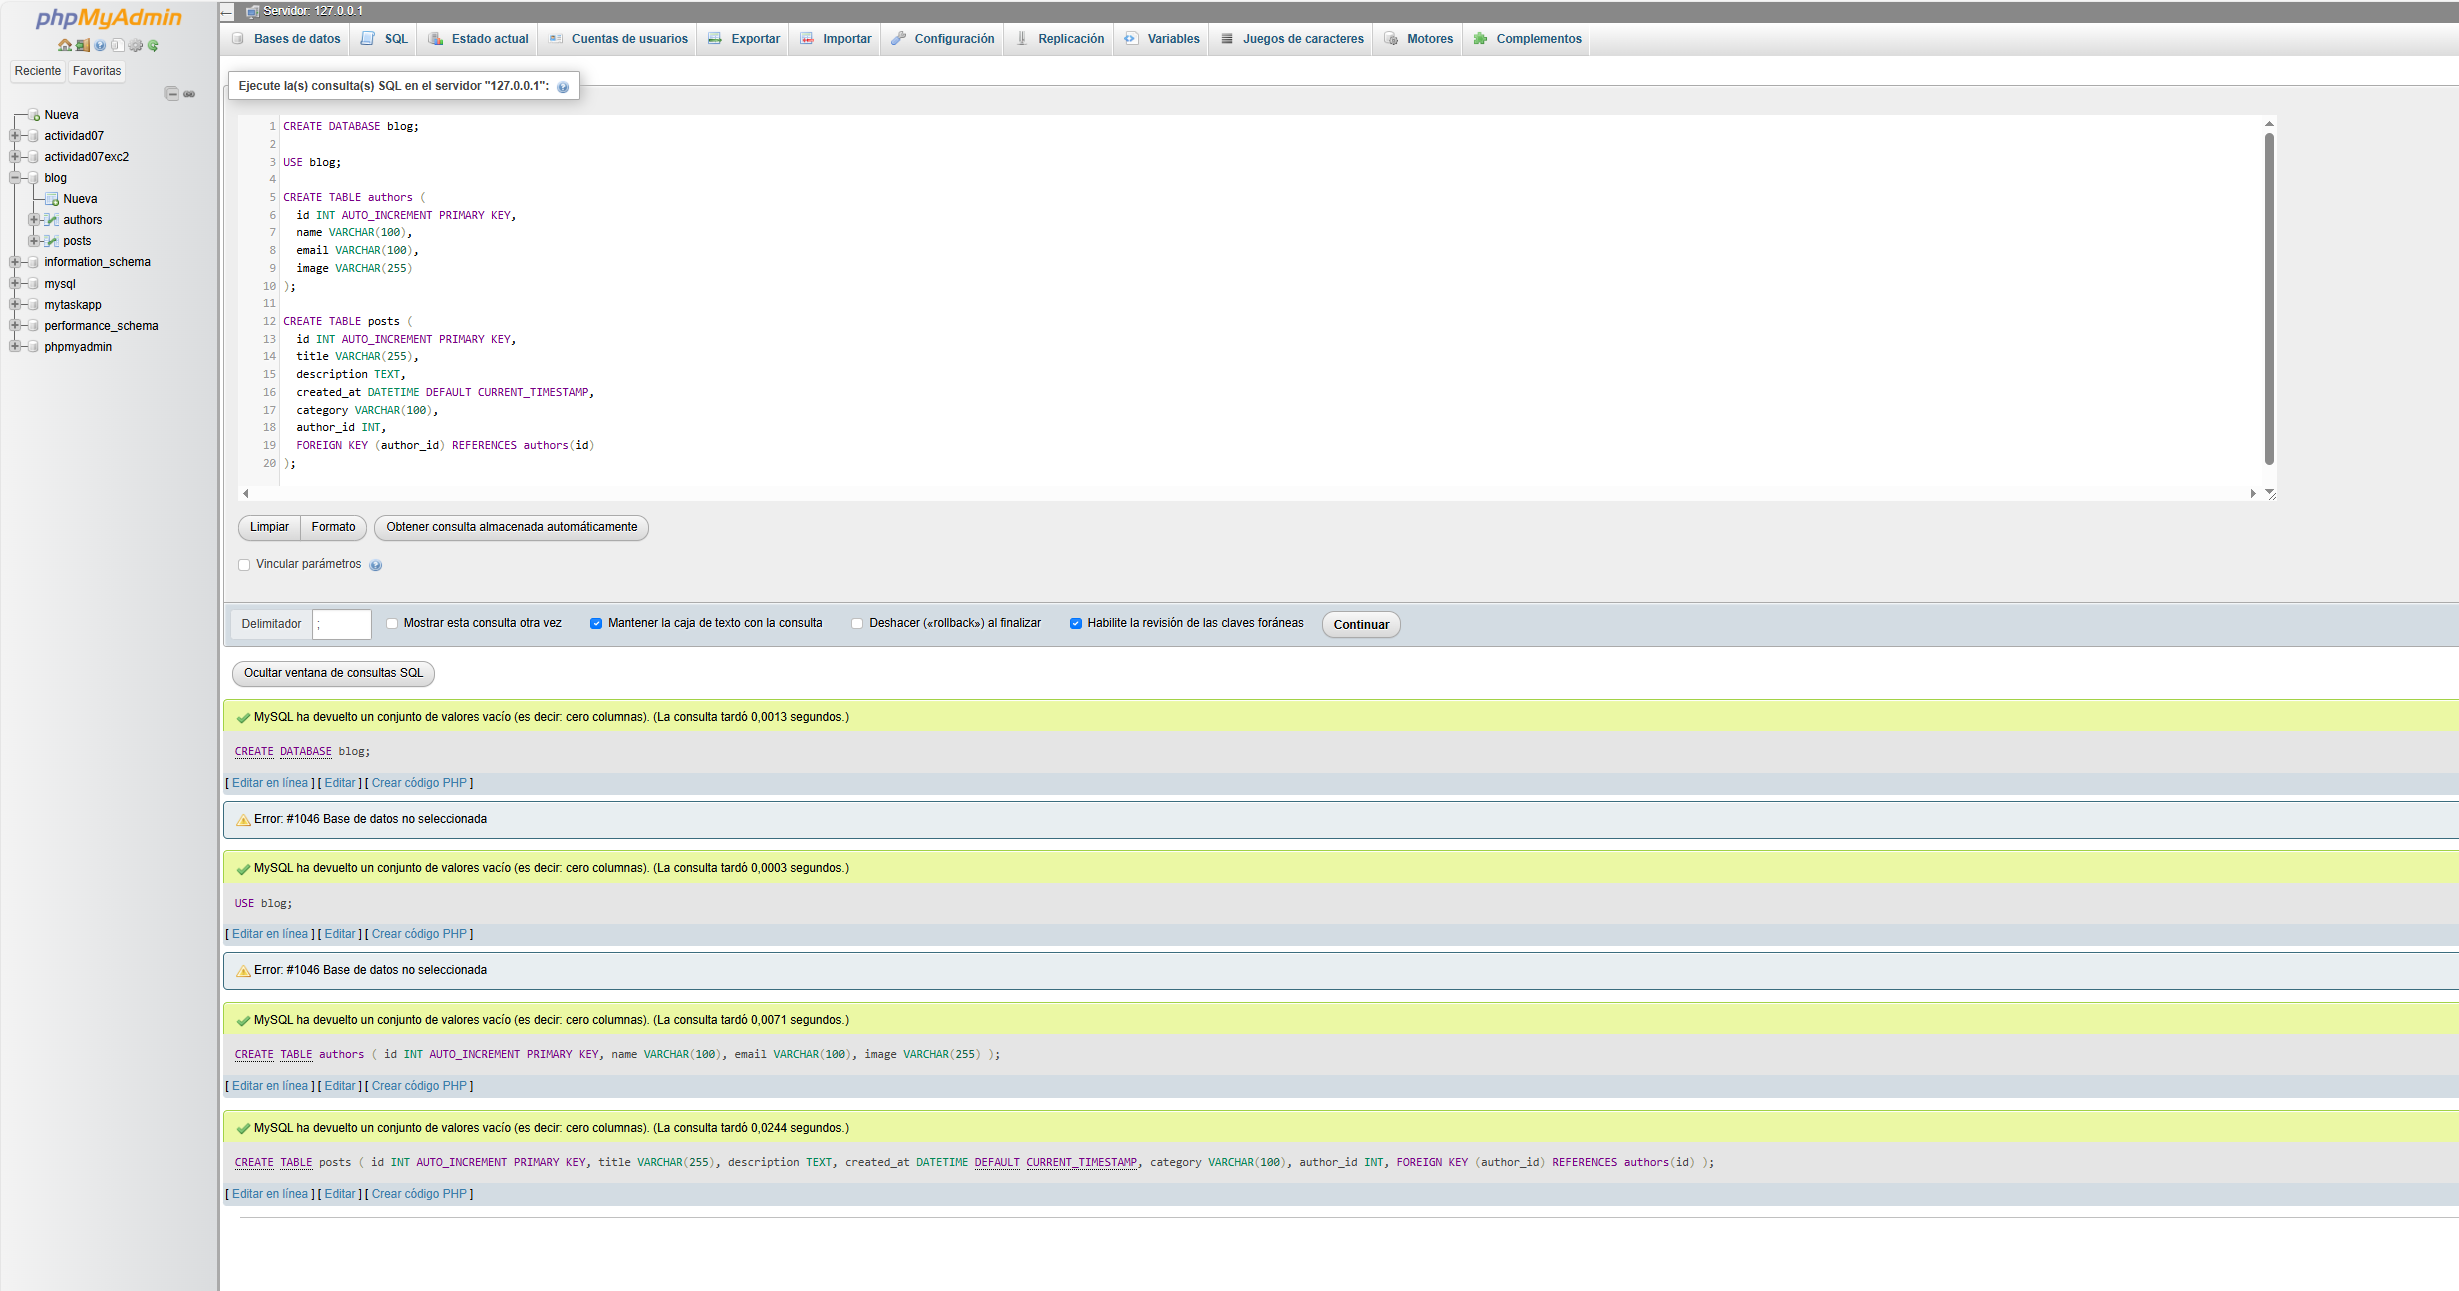 phpMyAdmin
Reciente Favoritas
Nueva
actividad07
actividad07exc2
blog
Nueva
authors
posts
information_schema
mysql
mytaskapp
performance_schema
phpmyadmin
Servidor: 127.0.0.1
Bases de datos SQL Estado actual Cuentas de usuarios Exportar Importar Configuración Replicación Variables Juegos de caracteres Motores Complementos
Ejecute la(s) consulta(s) SQL en el servidor "127.0.0.1":
1 CREATE DATABASE blog;
2
3 USE blog;
4
5 CREATE TABLE authors (
6 id INT AUTO_INCREMENT PRIMARY KEY,
7 name VARCHAR(100),
8 email VARCHAR(100),
9 image VARCHAR(255)
10 );
11
12 CREATE TABLE posts (
13 id INT AUTO_INCREMENT PRIMARY KEY,
14 title VARCHAR(255),
15 description TEXT,
16 created_at DATETIME DEFAULT CURRENT_TIMESTAMP,
17 category VARCHAR(100),
18 author_id INT,
19 FOREIGN KEY (author_id) REFERENCES authors(id)
20 );
Limpiar Formato Obtener consulta almacenada automáticamente
Vincular parámetros
Delimitador ; Mostrar esta consulta otra vez Mantener la caja de texto con la consulta Deshacer («rollback») al finalizar Habilite la revisión de las claves foráneas Continuar
Ocultar ventana de consultas SQL
MySQL ha devuelto un conjunto de valores vacío (es decir: cero columnas). (La consulta tardó 0,0013 segundos.)
CREATE DATABASE blog;
[ Editar en línea ] [ Editar ] [ Crear código PHP ]
Error: #1046 Base de datos no seleccionada
MySQL ha devuelto un conjunto de valores vacío (es decir: cero columnas). (La consulta tardó 0,0003 segundos.)
USE blog;
[ Editar en línea ] [ Editar ] [ Crear código PHP ]
Error: #1046 Base de datos no seleccionada
MySQL ha devuelto un conjunto de valores vacío (es decir: cero columnas). (La consulta tardó 0,0071 segundos.)
CREATE TABLE authors ( id INT AUTO_INCREMENT PRIMARY KEY, name VARCHAR(100), email VARCHAR(100), image VARCHAR(255) );
[ Editar en línea ] [ Editar ] [ Crear código PHP ]
MySQL ha devuelto un conjunto de valores vacío (es decir: cero columnas). (La consulta tardó 0,0244 segundos.)
CREATE TABLE posts ( id INT AUTO_INCREMENT PRIMARY KEY, title VARCHAR(255), description TEXT, created_at DATETIME DEFAULT CURRENT_TIMESTAMP, category VARCHAR(100), author_id INT, FOREIGN KEY (author_id) REFERENCES authors(id) );
[ Editar en línea ] [ Editar ] [ Crear código PHP ]